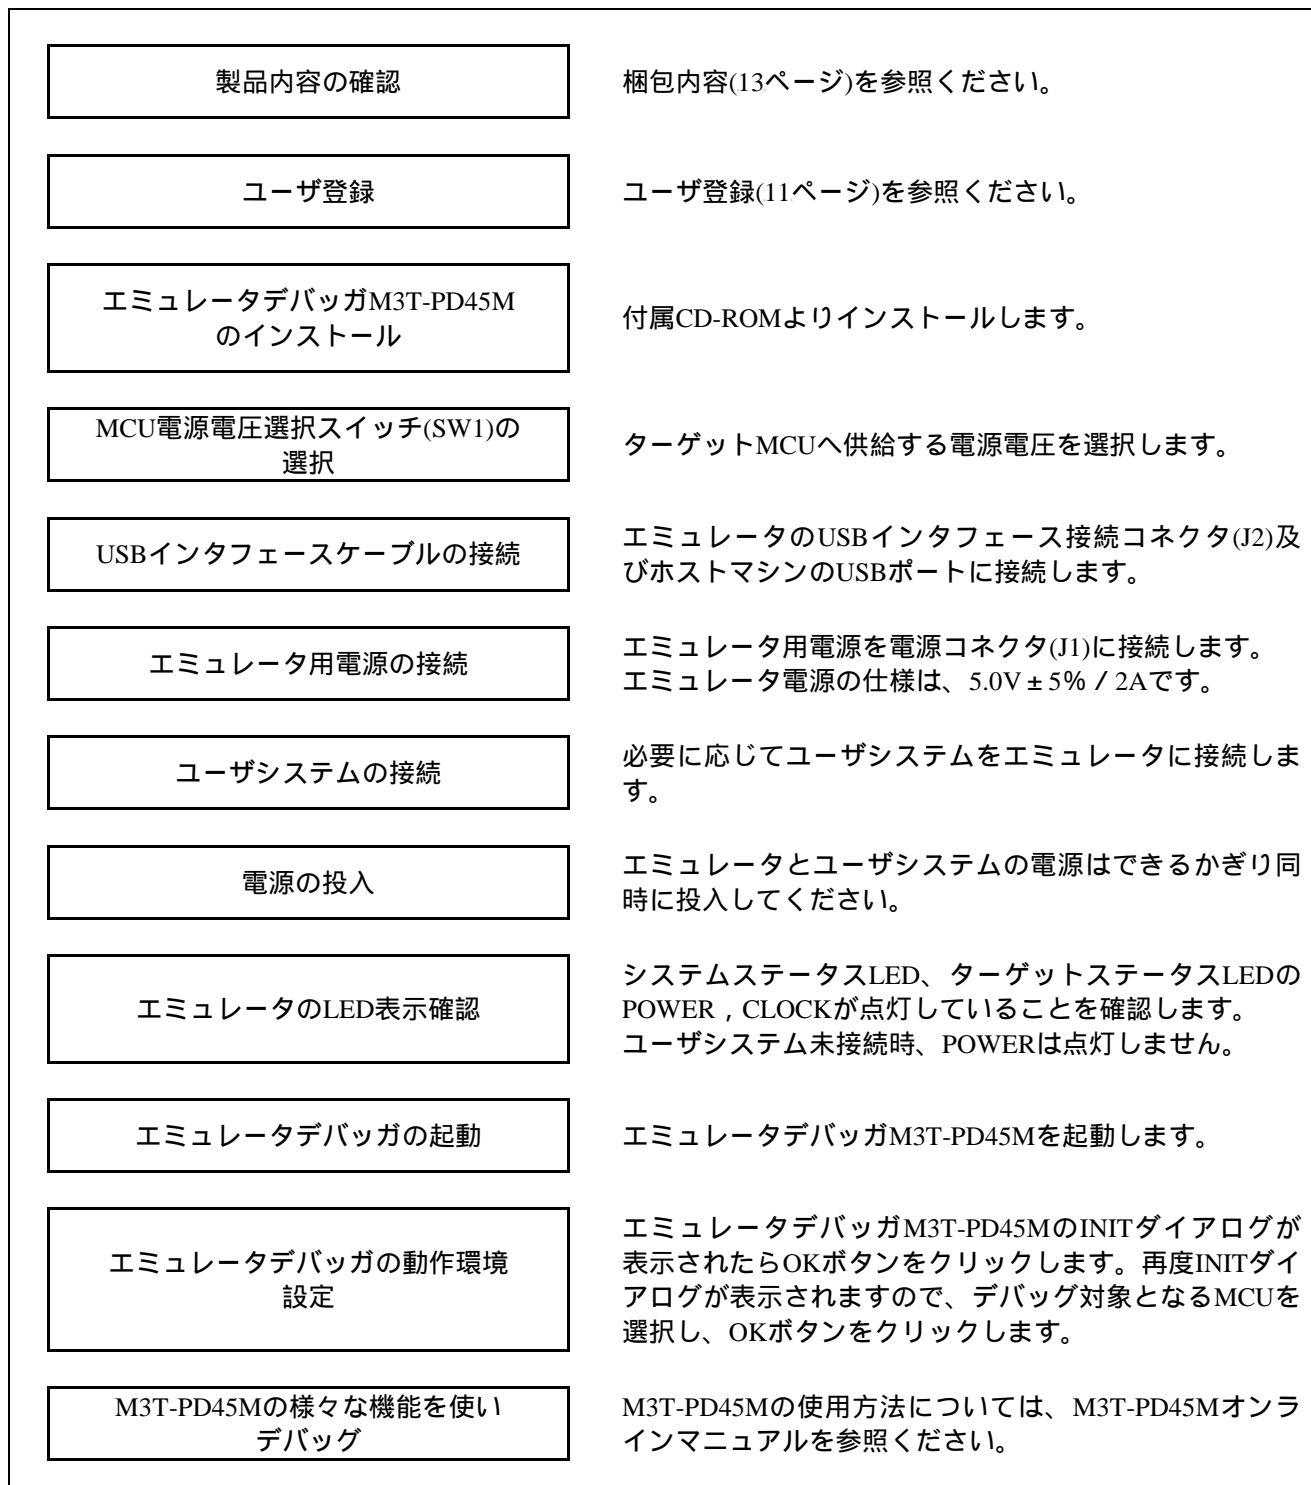 製品内容の確認
梱包内容(13ページ)を参照ください。
ユーザ登録
ユーザ登録(11ページ)を参照ください。
エミュレータデバッガM3T-PD45M
のインストール
付属CD-ROMよりインストールします。
MCU電源電圧選択スイッチ(SW1)の
選択
ターゲットMCUへ供給する電源電圧を選択します。
USBインタフェースケーブルの接続
エミュレータのUSBインタフェース接続コネクタ(J2)及
びホストマシンのUSBポートに接続します。
エミュレータ用電源の接続
エミュレータ用電源を電源コネクタ(J1)に接続します。
エミュレータ電源の仕様は、5.0V±5%/2Aです。
ユーザシステムの接続
必要に応じてユーザシステムをエミュレータに接続しま
す。
電源の投入
エミュレータとユーザシステムの電源はできるかぎり同
時に投入してください。
エミュレータのLED表示確認
システムステータスLED、ターゲットステータスLEDの
POWER，CLOCKが点灯していることを確認します。
ユーザシステム未接続時、POWERは点灯しません。
エミュレータデバッガの起動
エミュレータデバッガM3T-PD45Mを起動します。
エミュレータデバッガの動作環境
設定
エミュレータデバッガM3T-PD45MのINITダイアログが
表示されたらOKボタンをクリックします。再度INITダイ
アログが表示されますので、デバッグ対象となるMCUを
選択し、OKボタンをクリックします。
M3T-PD45Mの様々な機能を使い
デバッグ
M3T-PD45Mの使用方法については、M3T-PD45Mオンラ
インマニュアルを参照ください。